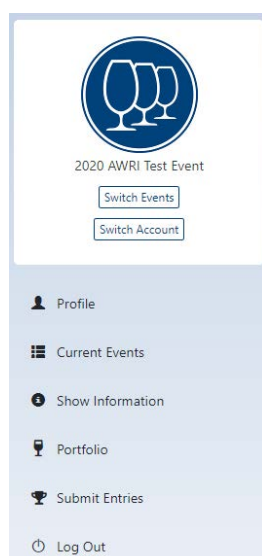 2020 AWRI Test Event
Switch Events
Switch Account
Profile
Current Events
Show Information
Portfolio
Submit Entries
Log Out